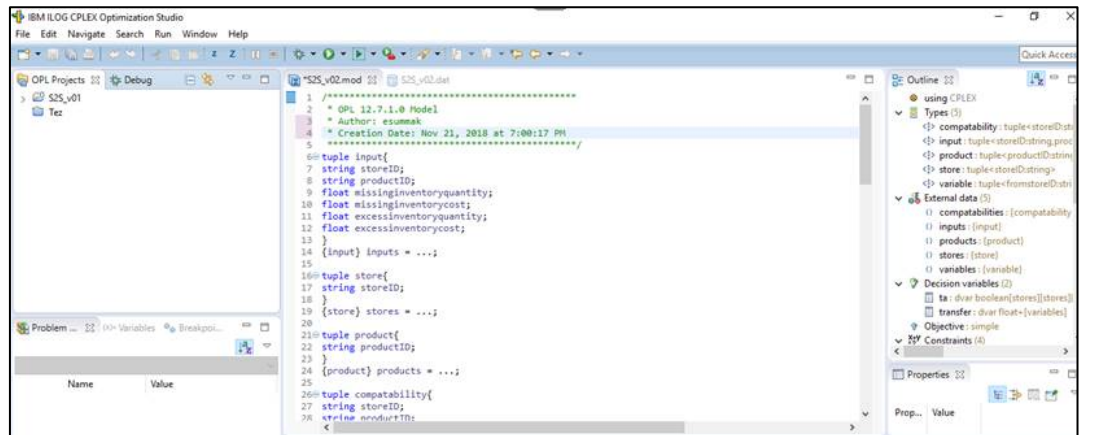 IBM ILOG CPLEX Optimization Studio
File Edit Navigate Search Run Window Help
Quick Access
OPL Projects Debug
S2S_v01
Tez
*S2S_v02.mod S2S_v02.dat
1 /*********************************************
2 * OPL 12.7.1.0 Model
3 * Author: esummak
4 * Creation Date: Nov 21, 2018 at 7:00:17 PM
5 *********************************************/
6 tuple input{
7 string storeID;
8 string productID;
9 float missinginventoryquantity;
10 float missinginventorycost;
11 float excessinventoryquantity;
12 float excessinventorycost;
13 }
14 {input} inputs = ...;
15
16 tuple store{
17 string storeID;
18 }
19 {store} stores = ...;
20
21 tuple product{
22 string productID;
23 }
24 {product} products = ...;
25
26 tuple compatability{
27 string storeID;
28 string productID;
Outline
using CPLEX
Types (5)
compatability : tuple<storeID:stri
input : tuple<storeID:string,proc
product : tuple<productID:string
store : tuple<storeID:string>
variable : tuple<fromstoreID:stri
External data (5)
compatabilities : {compatability
inputs : {input}
products : {product}
stores : {store}
variables : {variable}
Decision variables (2)
ta : dvar boolean[stores][stores][
transfer : dvar float+[variables]
Objective : simple
Constraints (4)
Problem ... Variables Breakpoi...
Name Value
Properties
Prop... Value